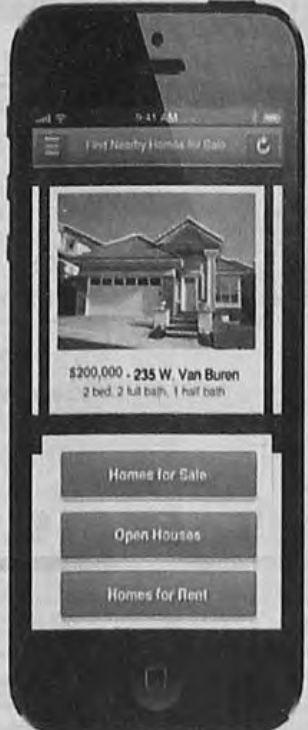 9:41 AM
Find Nearby Homes for Sale
$200,000 - 235 W. Van Buren
2 bed, 2 full bath, 1 half bath
Homes for Sale
Open Houses
Homes for Rent